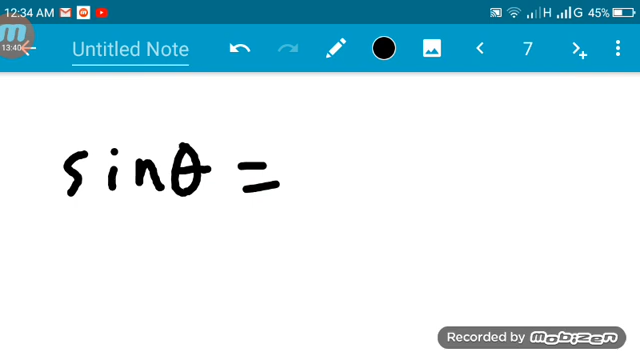 12:34 AM H G 45%
13:40 Untitled Note 7
sinθ =
Recorded by mobizen